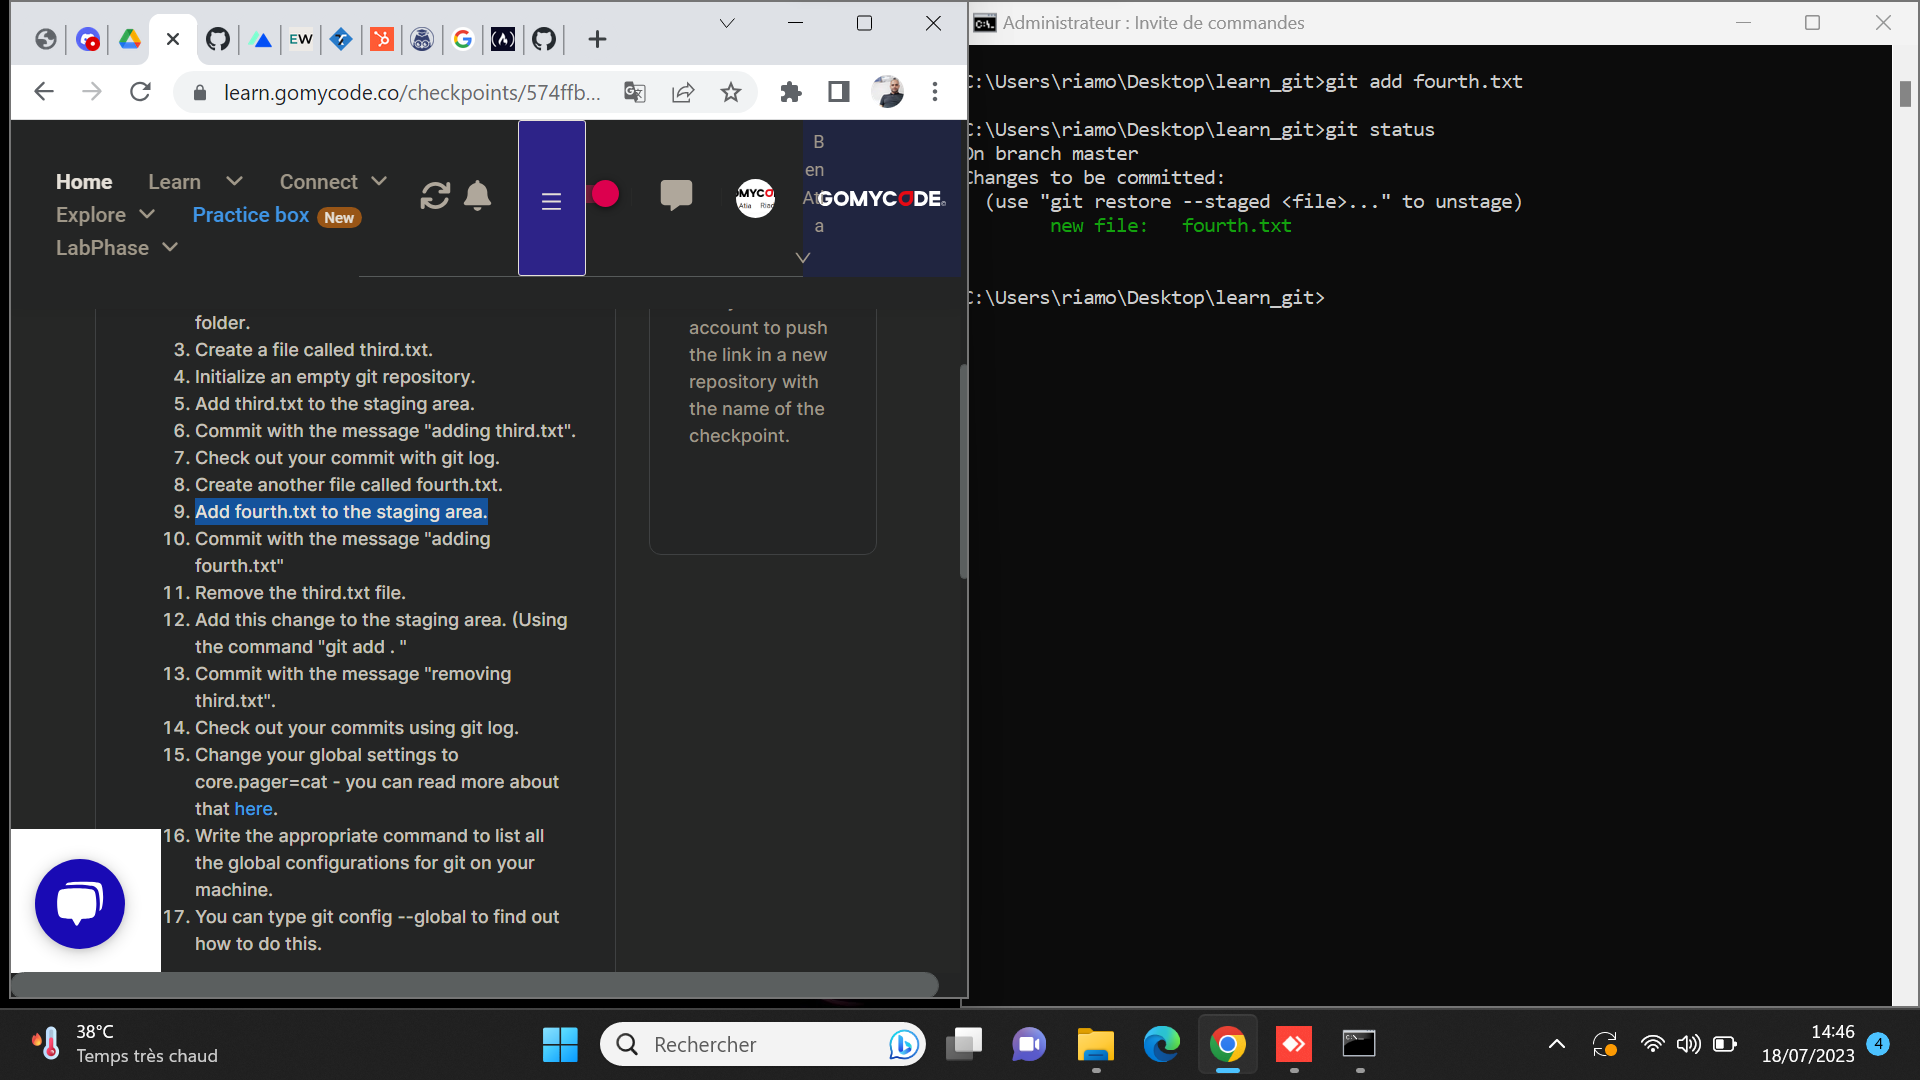 EW
learn.gomycode.co/checkpoints/574ffb...
Home
Learn
Connect
Explore
Practice box
New
LabPhase
B
en
Ati
a
GOMYCODE
folder.
3. Create a file called third.txt.
4. Initialize an empty git repository.
5. Add third.txt to the staging area.
6. Commit with the message "adding third.txt".
7. Check out your commit with git log.
8. Create another file called fourth.txt.
9. Add fourth.txt to the staging area.
10. Commit with the message "adding
fourth.txt"
11. Remove the third.txt file.
12. Add this change to the staging area. (Using
the command "git add . "
13. Commit with the message "removing
third.txt".
14. Check out your commits using git log.
15. Change your global settings to
core.pager=cat - you can read more about
that here.
16. Write the appropriate command to list all
the global configurations for git on your
machine.
17. You can type git config --global to find out
how to do this.
account to push
the link in a new
repository with
the name of the
checkpoint.
Administrateur : Invite de commandes
C:\Users\riamo\Desktop\learn_git>git add fourth.txt
C:\Users\riamo\Desktop\learn_git>git status
On branch master
Changes to be committed:
(use "git restore --staged <file>..." to unstage)
new file:   fourth.txt
C:\Users\riamo\Desktop\learn_git>
38°C
Temps très chaud
Rechercher
14:46
18/07/2023
4